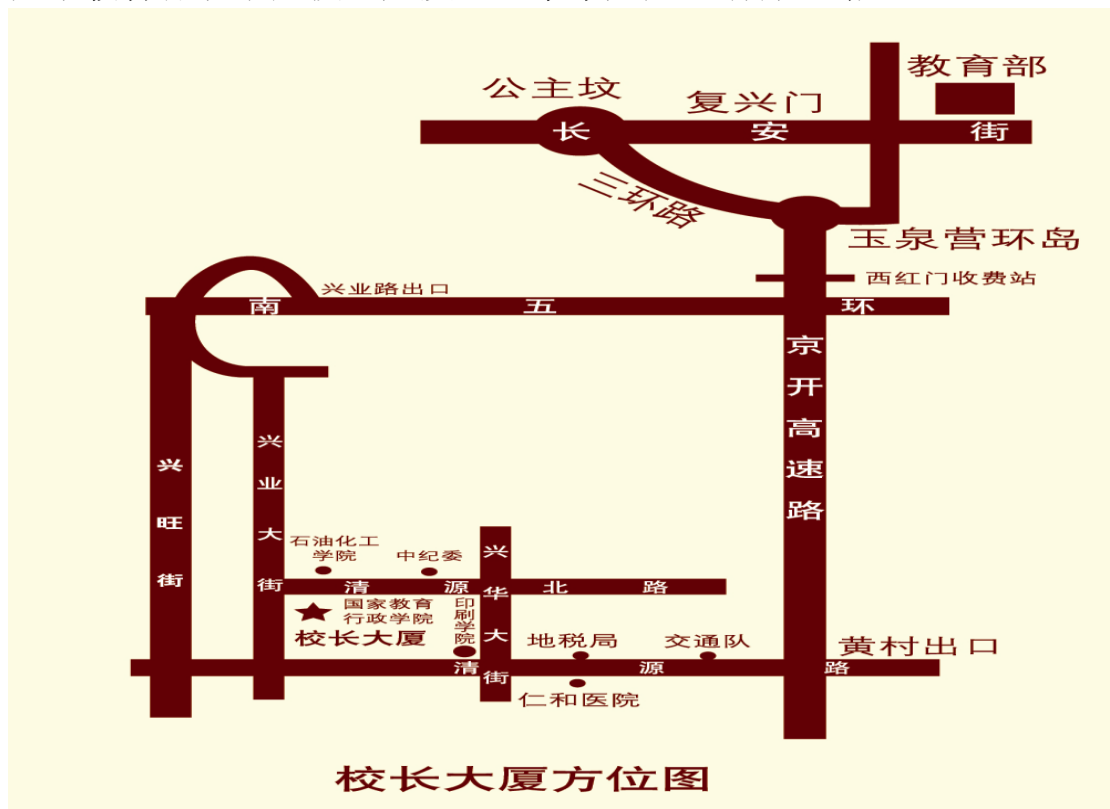 教育部
公主坟
复兴门
长安街
三环路
玉泉营环岛
西红门收费站
兴业路出口
南五环
京开高速路
兴旺街
兴业大街
石油化工
学院
中纪委
兴华大街
清源北路
国家教育
行政学院
印刷学院
校长大厦
地税局
交通队
黄村出口
清源路
仁和医院
校长大厦方位图